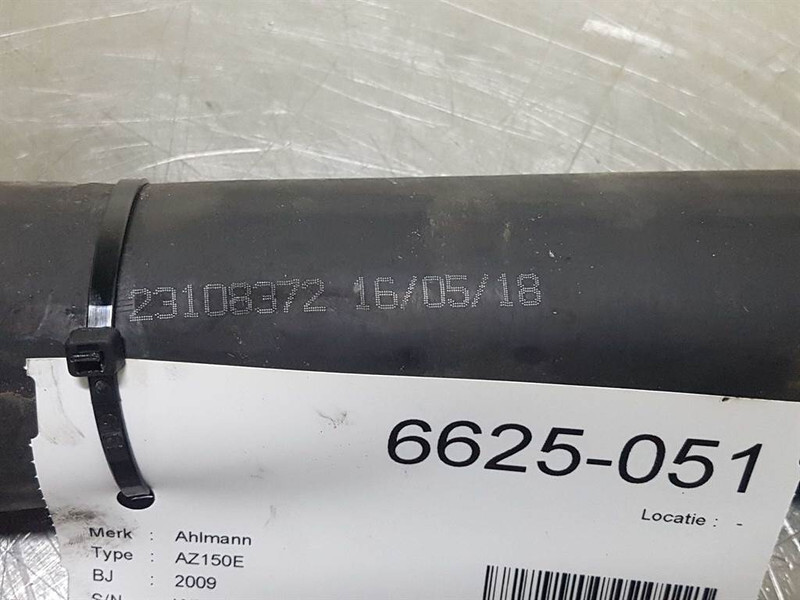 23108372 16/05/18
6625-051
Locatie : -
Merk : Ahlmann
Type : AZ150E
BJ : 2009
S/N